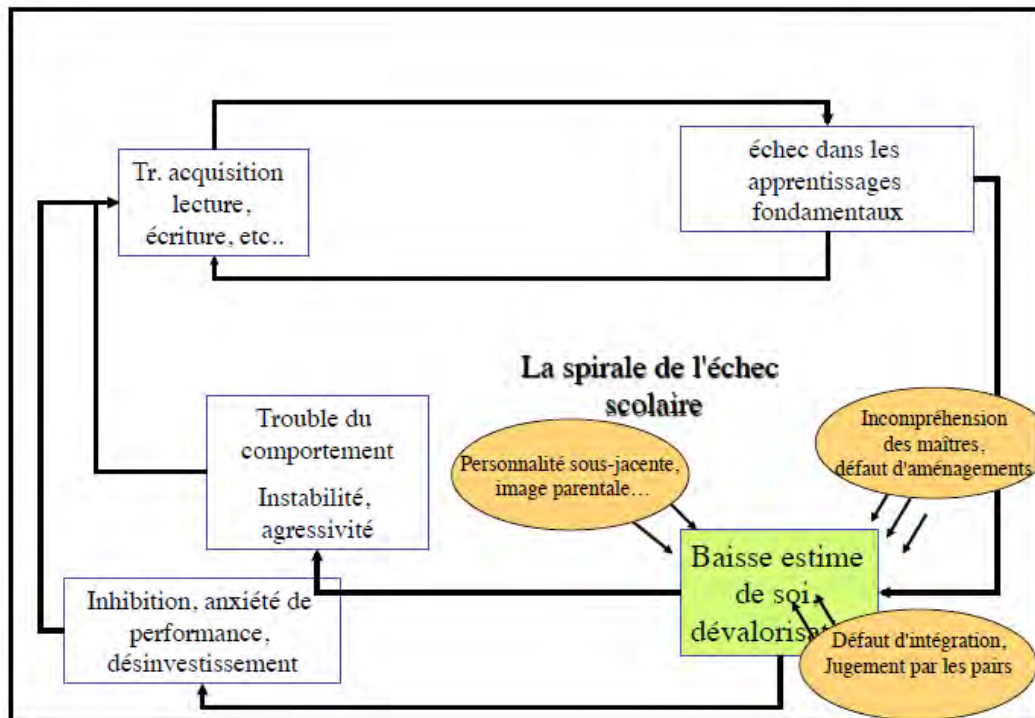 Tr. acquisition
lecture,
écriture, etc..
échec dans les
apprentissages
fondamentaux
La spirale de l'échec
scolaire
Trouble du
comportement
Instabilité,
agressivité
Personnalité sous-jacente,
image parentale…
Incompréhension
des maîtres,
défaut d'aménagements
Baisse estime
de soi,
Inhibition, anxiété de
performance,
désinvestissement
Défaut d'intégration,
Jugement par les pairs